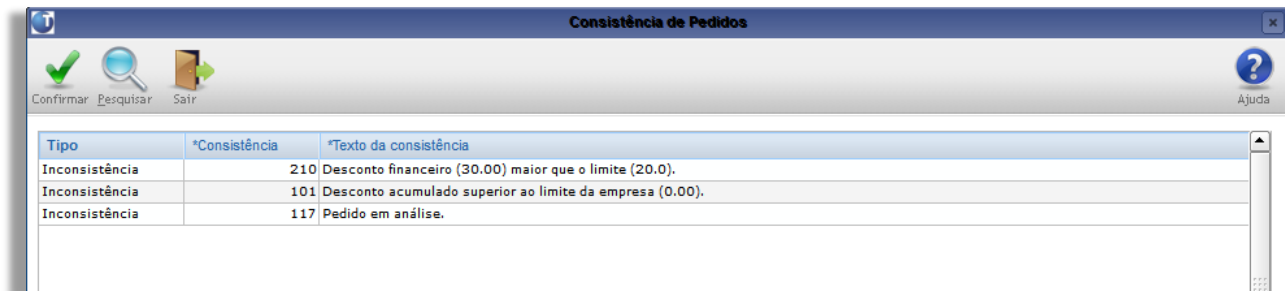 Consistência de Pedidos
Confirmar Pesquisar Sair Ajuda
Tipo *Consistência *Texto da consistência
Inconsistência 210 Desconto financeiro (30.00) maior que o limite (20.0).
Inconsistência 101 Desconto acumulado superior ao limite da empresa (0.00).
Inconsistência 117 Pedido em análise.